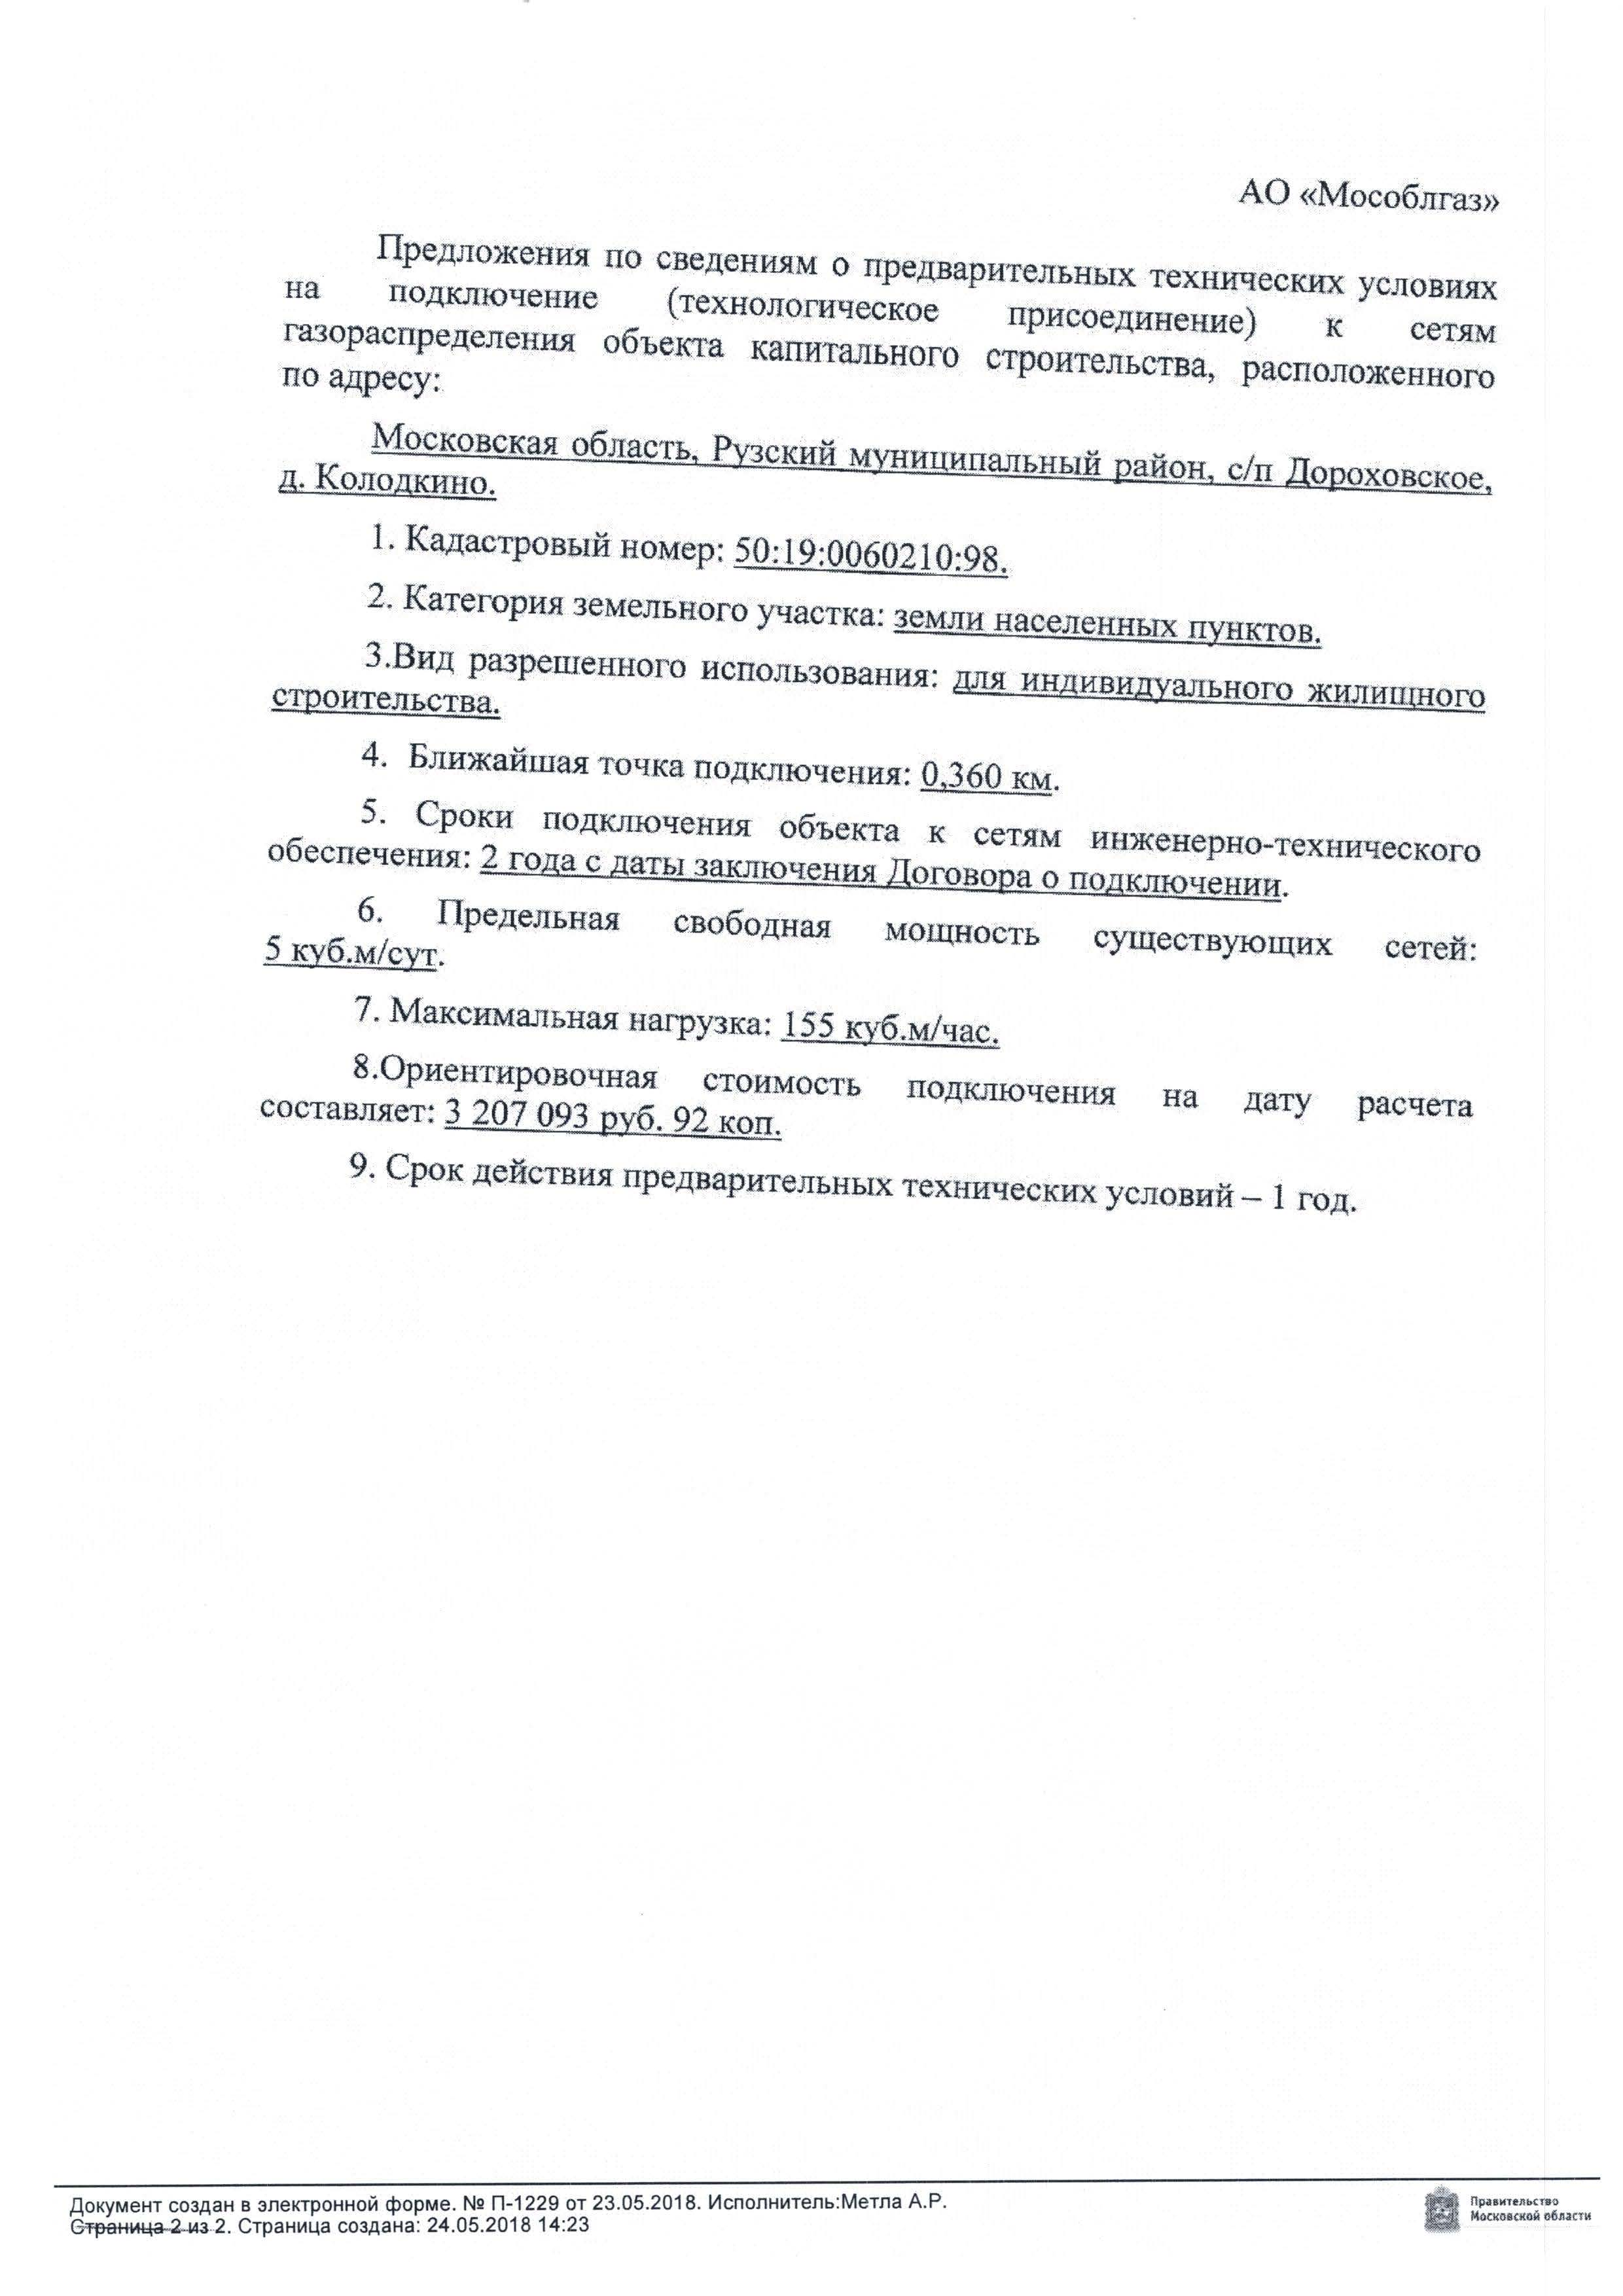 АО «Мособлгаз»
Предложения по сведениям о предварительных технических условиях
на подключение (технологическое присоединение) к сетям
газораспределения объекта капитального строительства, расположенного
по адресу:
Московская область, Рузский муниципальный район, с/п Дороховское,
д. Колодкино.
1. Кадастровый номер: 50:19:0060210:98.
2. Категория земельного участка: земли населенных пунктов.
3.Вид разрешенного использования: для индивидуального жилищного
строительства.
4. Ближайшая точка подключения: 0,360 км.
5. Сроки подключения объекта к сетям инженерно-технического
обеспечения: 2 года с даты заключения Договора о подключении.
6. Предельная свободная мощность существующих сетей:
5 куб.м/сут.
7. Максимальная нагрузка: 155 куб.м/час.
8.Ориентировочная стоимость подключения на дату расчета
составляет: 3 207 093 руб. 92 коп.
9. Срок действия предварительных технических условий – 1 год.
Документ создан в электронной форме. № П-1229 от 23.05.2018. Исполнитель:Метла А.Р.
Страница 2 из 2. Страница создана: 24.05.2018 14:23
Правительство
Московской области